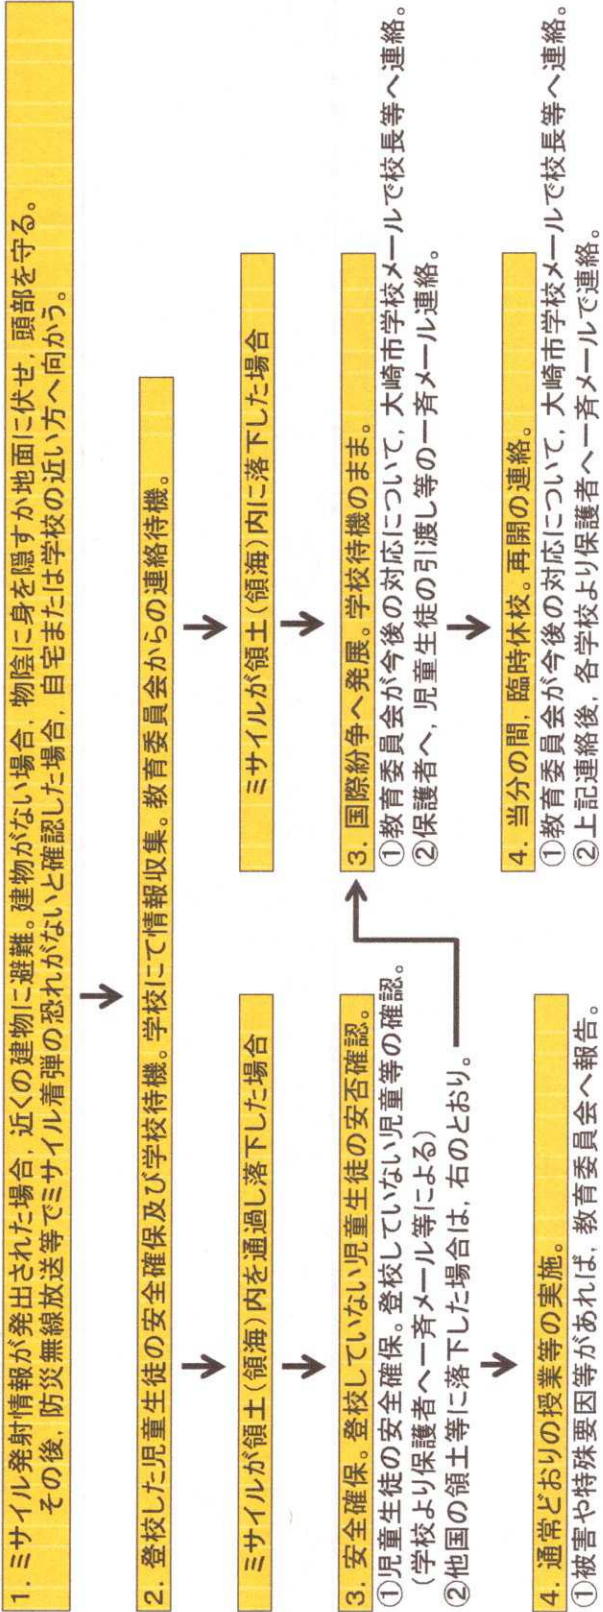 1. ミサイル発射情報が発出された場合，近くの建物に避難。建物がない場合，物陰に身を隠すか地面に伏せ，頭部を守る。
その後，防災無線放送等でミサイル着弾の恐れがないと確認した場合，自宅または学校の近い方へ向かう。
2. 登校した児童生徒の安全確保及び学校待機。学校にて情報収集。教育委員会からの連絡待機。
ミサイルが領土（領海）内を通過し落下した場合
3. 安全確保。登校していない児童生徒の安否確認。
①児童生徒の安全確保。登校していない児童等の確認。
（学校より保護者へ一斉メール等による）
②他国の領土等に落下した場合は，右のとおり。
4. 通常どおりの授業等の実施。
①被害や特殊要因等があれば，教育委員会へ報告。
ミサイルが領土（領海）内に落下した場合
3. 国際紛争へ発展。学校待機のまま。
①教育委員会が今後の対応について，大崎市学校メールで校長等へ連絡。
②保護者へ，児童生徒の引渡し等の一斉メール連絡。
4. 当分の間，臨時休校。再開の連絡。
①教育委員会が今後の対応について，大崎市学校メールで校長等へ連絡。
②上記連絡後，各学校より保護者へ一斉メールで連絡。